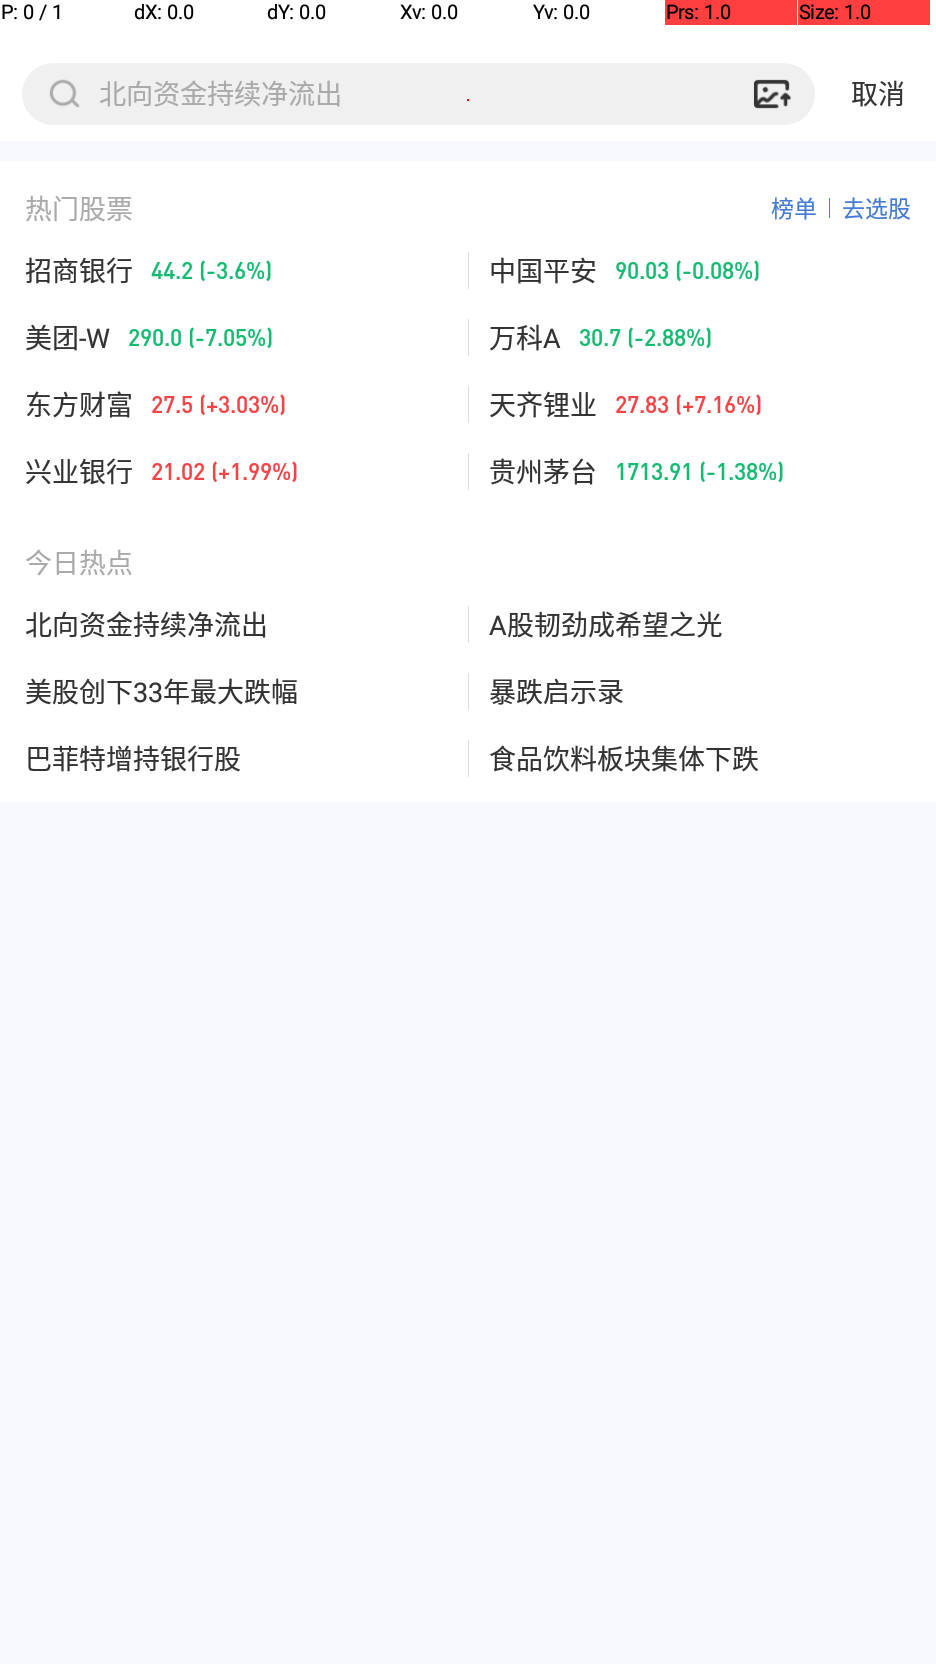 P: 0 / 1 dX: 0.0 dY: 0.0 Xv: 0.0 Yv: 0.0 Prs: 1.0 Size: 1.0
北向资金持续净流出 取消
热门股票 榜单 去选股
招商银行 44.2 (-3.6%) 中国平安 90.03 (-0.08%)
美团-W 290.0 (-7.05%) 万科A 30.7 (-2.88%)
东方财富 27.5 (+3.03%) 天齐锂业 27.83 (+7.16%)
兴业银行 21.02 (+1.99%) 贵州茅台 1713.91 (-1.38%)
今日热点
北向资金持续净流出 A股韧劲成希望之光
美股创下33年最大跌幅 暴跌启示录
巴菲特增持银行股 食品饮料板块集体下跌